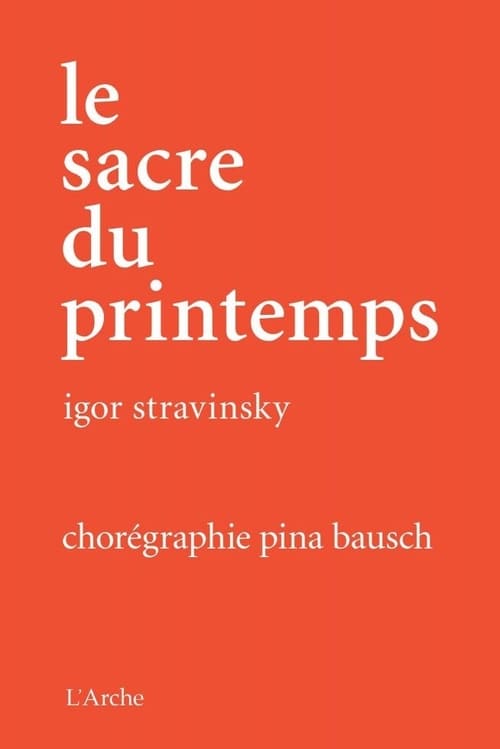 le
sacre
du
printemps
igor stravinsky
chorégraphie pina bausch
L'Arche